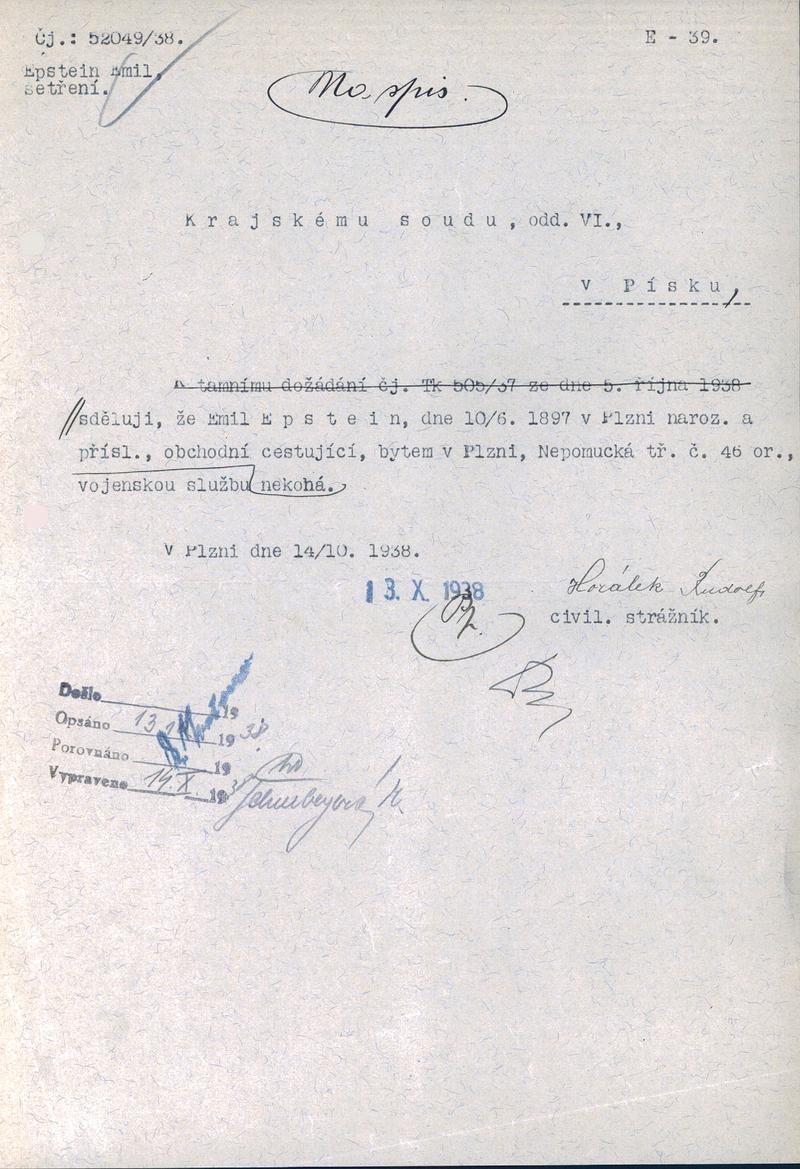 Čj.: 52049/38.
E - 39.
Epstein Emil,
šetření.
Na spis.
Krajskému soudu, odd. VI.,
v Písku,
K tamnímu dožádání čj. Tk 505/37 ze dne 5. října 1938
sděluji, že Emil Epstein, dne 10/6. 1897 v Plzni naroz. a
přísl., obchodní cestující, bytem v Plzni, Nepomucká tř. č. 46 or.,
vojenskou službu nekoná.
V Plzni dne 14/10. 1938.
13. X. 1938
Horálek Rudolf
civil. strážník.
Došlo 19
Opsáno 13 1938
Porovnáno 19
Vypraveno 14.X. 193